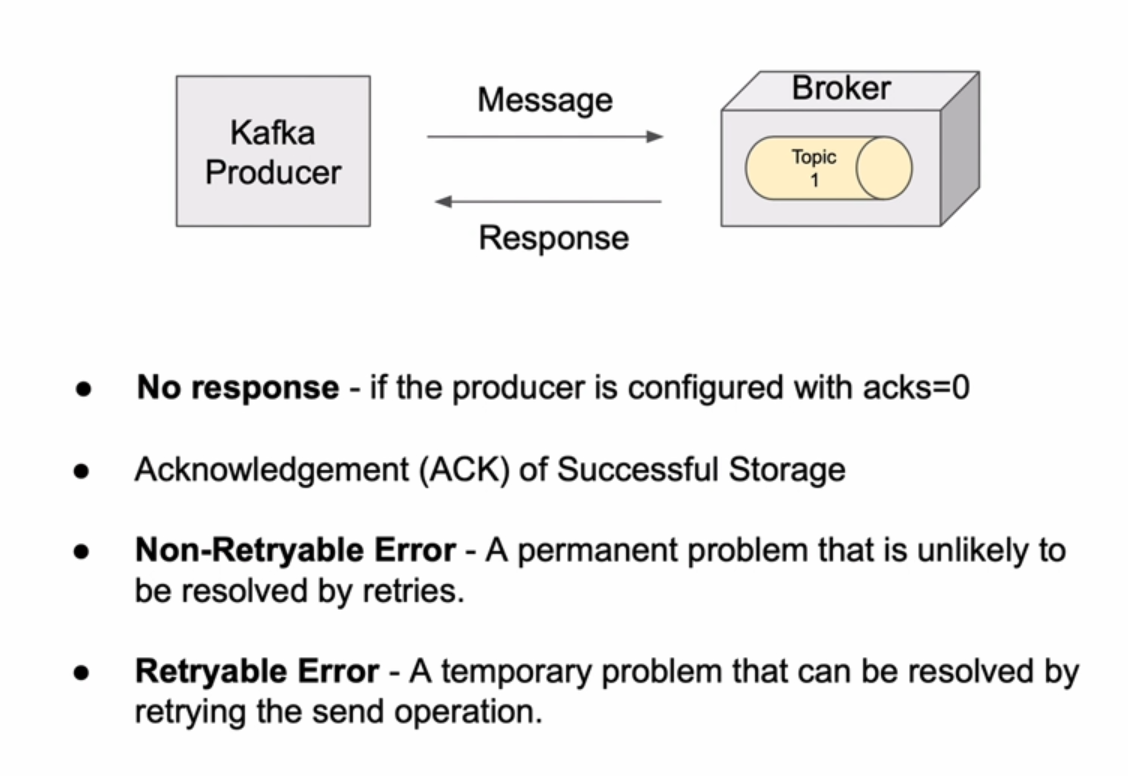 Kafka
Producer
Message
Response
Broker
Topic
1
● No response - if the producer is configured with acks=0
● Acknowledgement (ACK) of Successful Storage
● Non-Retryable Error - A permanent problem that is unlikely to
be resolved by retries.
● Retryable Error - A temporary problem that can be resolved by
retrying the send operation.